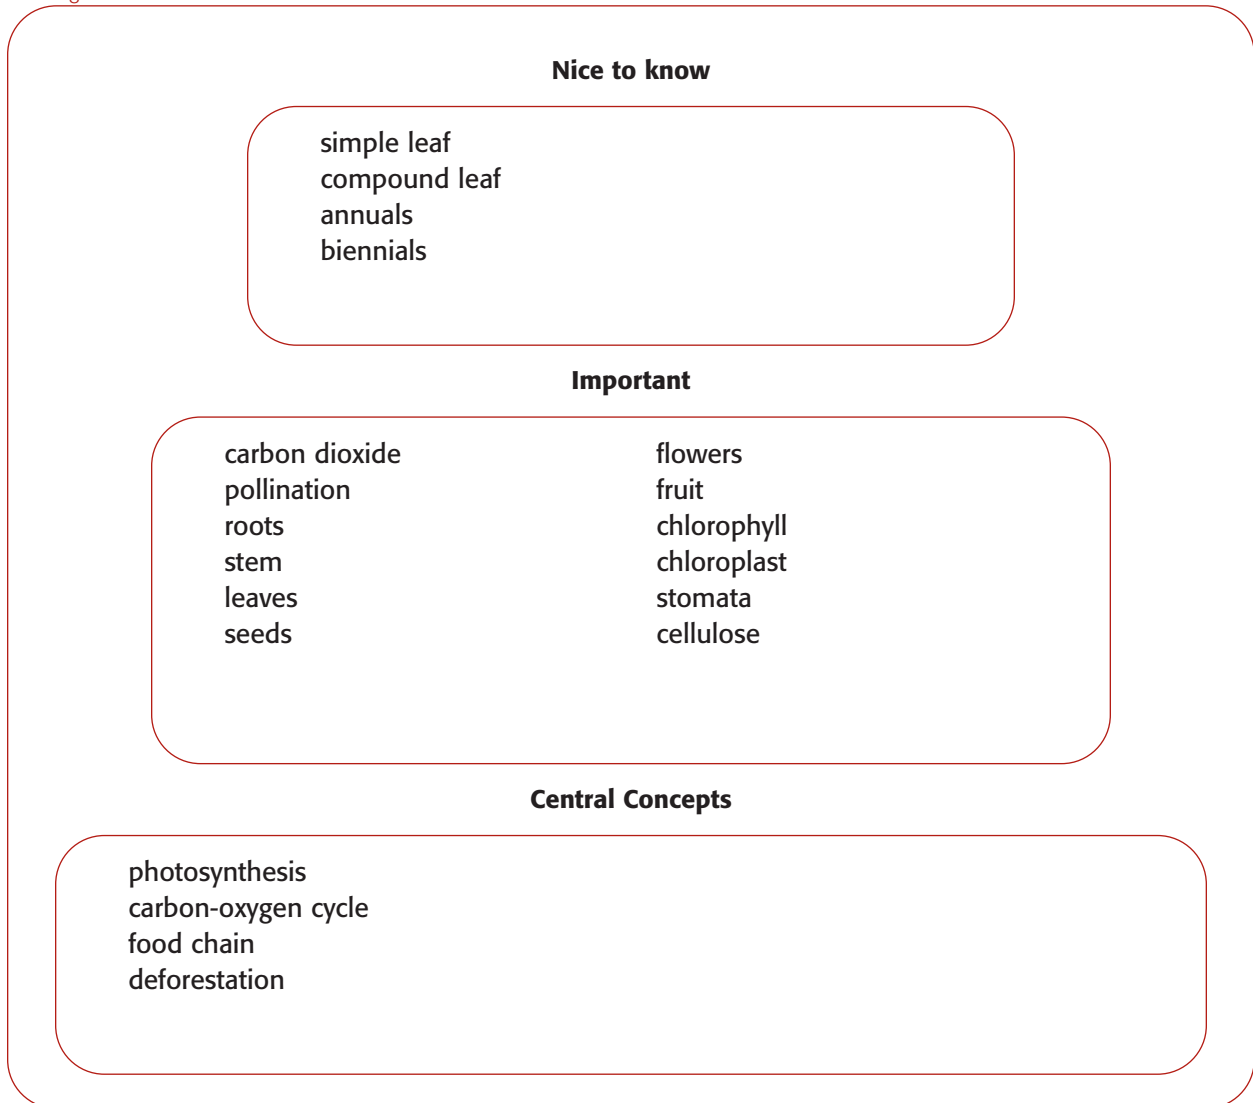 Nice to know
simple leaf
compound leaf
annuals
biennials
Important
carbon dioxide
pollination
roots
stem
leaves
seeds
flowers
fruit
chlorophyll
chloroplast
stomata
cellulose
Central Concepts
photosynthesis
carbon-oxygen cycle
food chain
deforestation